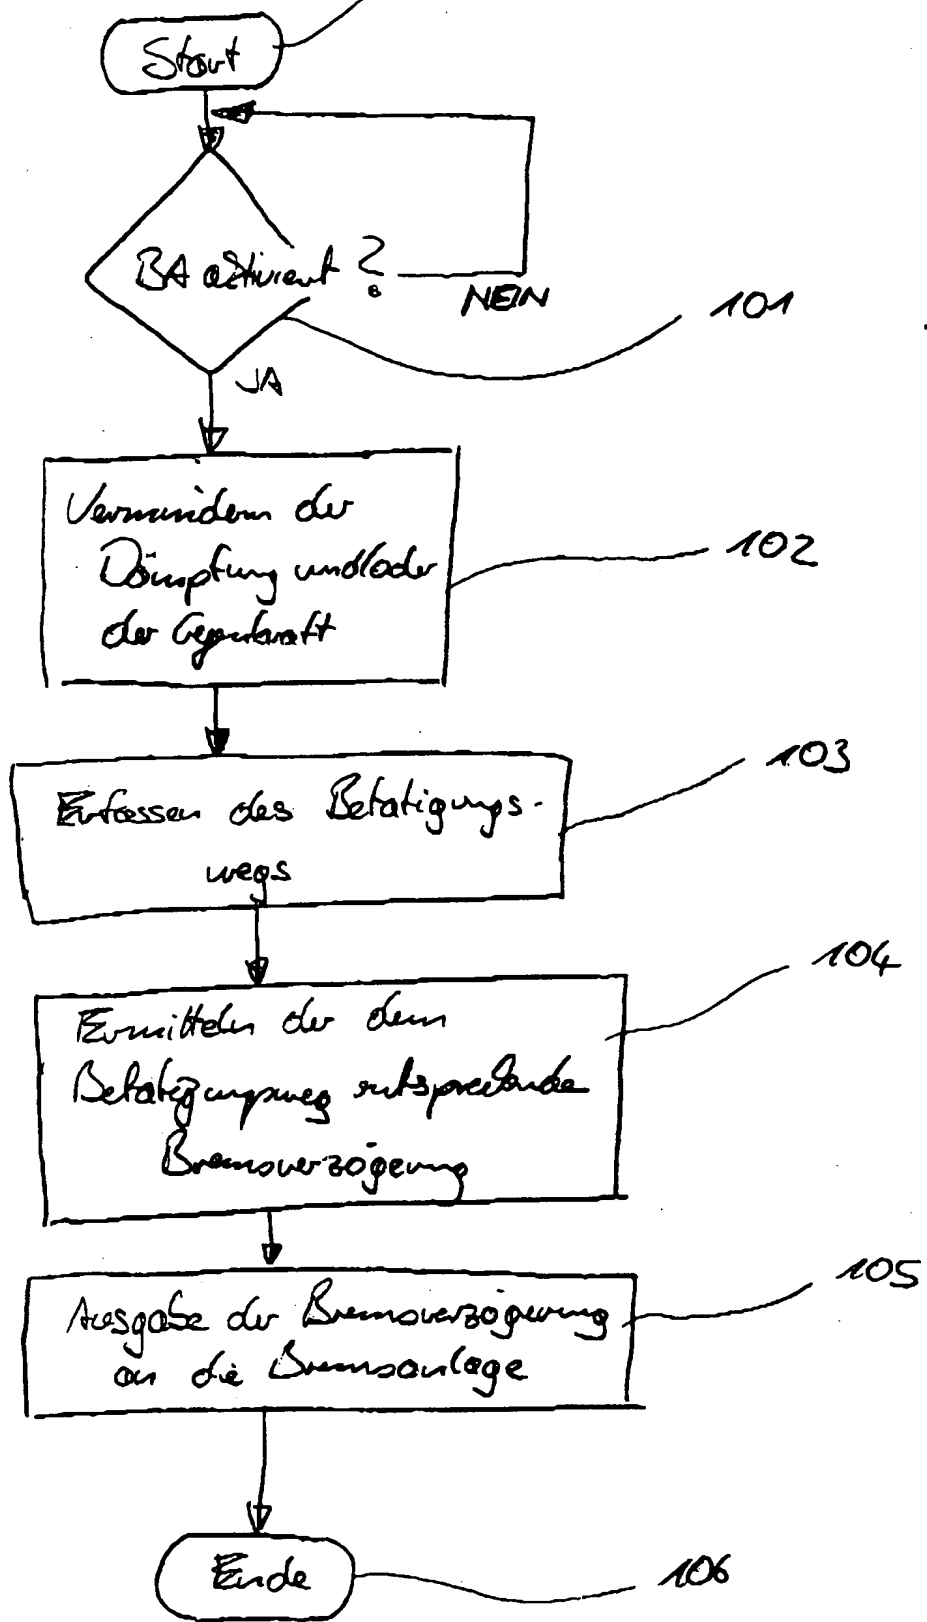 Start
BA aktiviert ?
NEIN
101
JA
Vermindern der
Dämpfung und/oder
der Gegenkraft
102
103
Erfassen des Betätigungs-
wegs
104
Ermitteln der dem
Betätigungsweg entsprechende
Bremsverzögerung
105
Ausgabe der Bremsverzögerung
an die Bremsanlage
Ende
106